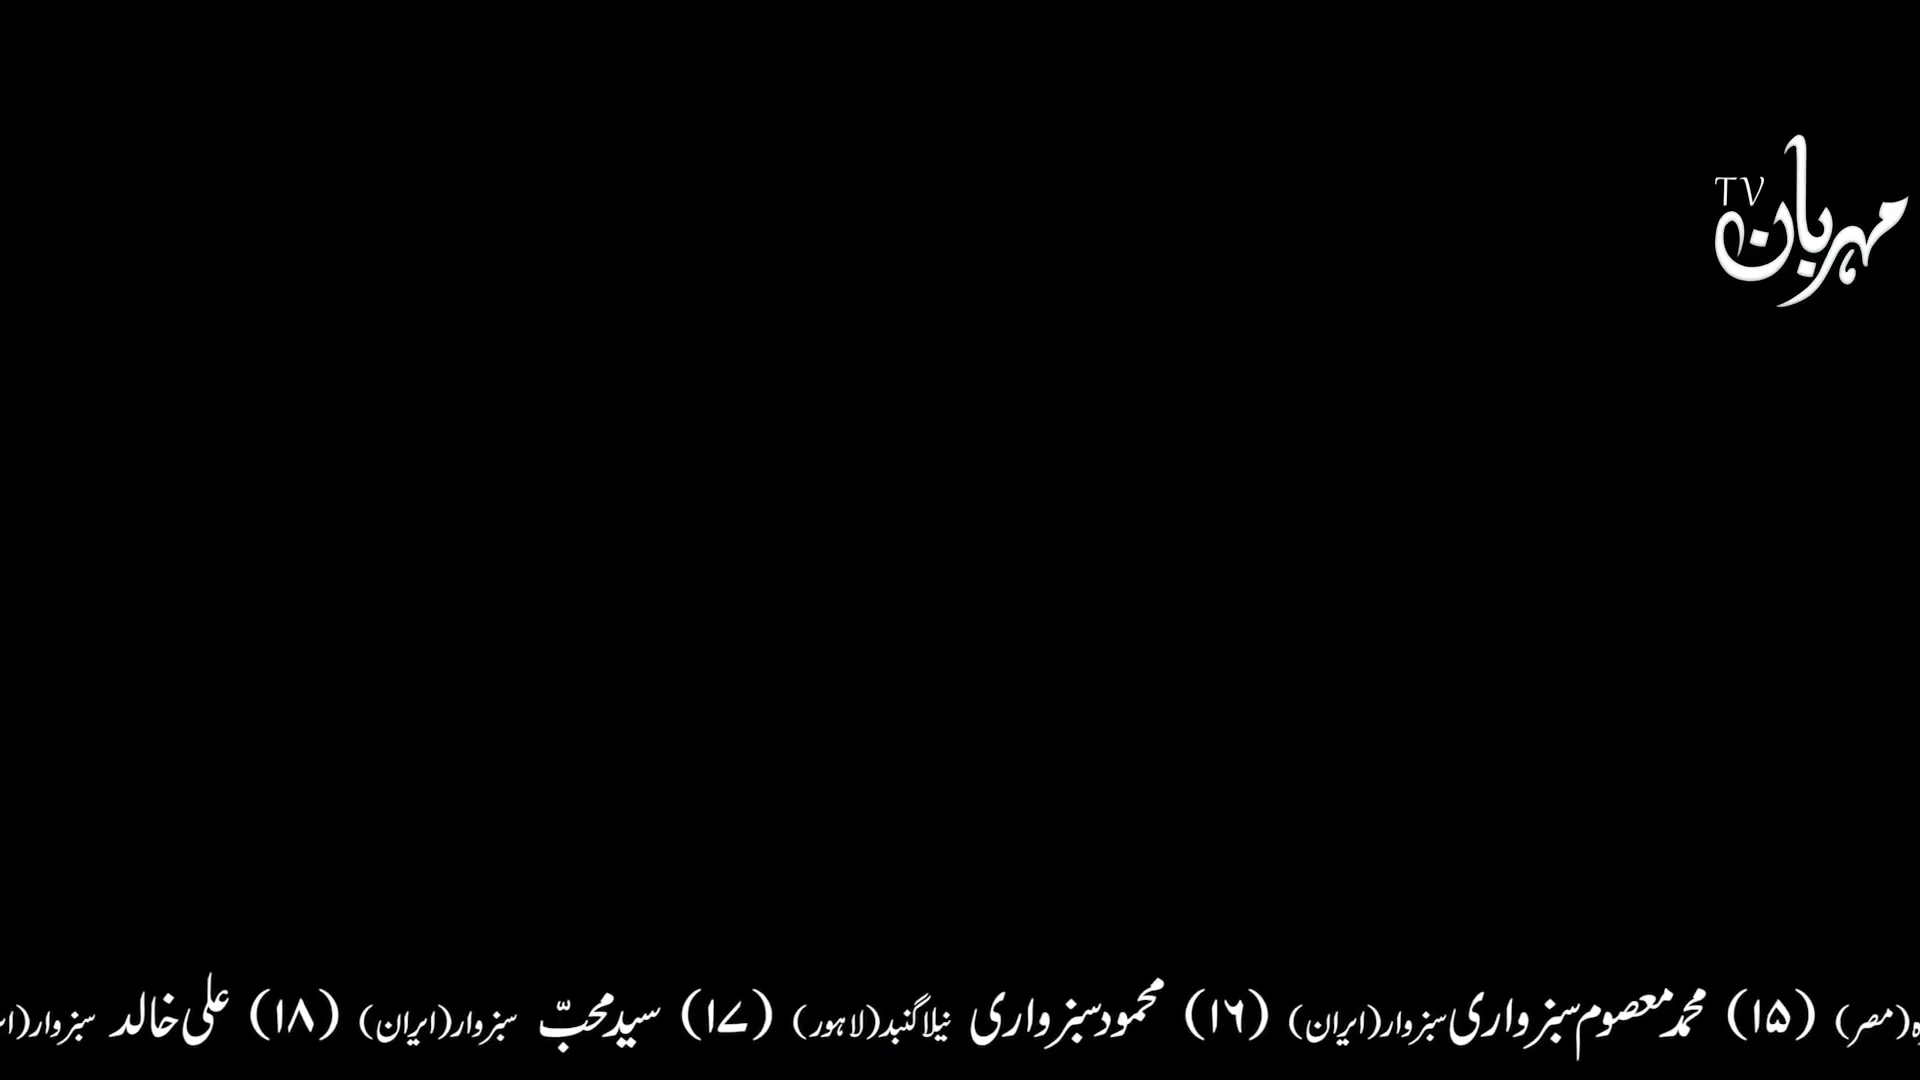 TV
مہربان
(مصر) (۱۵) محمد معصوم سبزواری سبزوار(ایران) (۱۶) محمود سبزواری نیلا گنبد(لاہور) (۱۷) سید محبّ سبزوار(ایران) (۱۸) علی خالد سبزوار